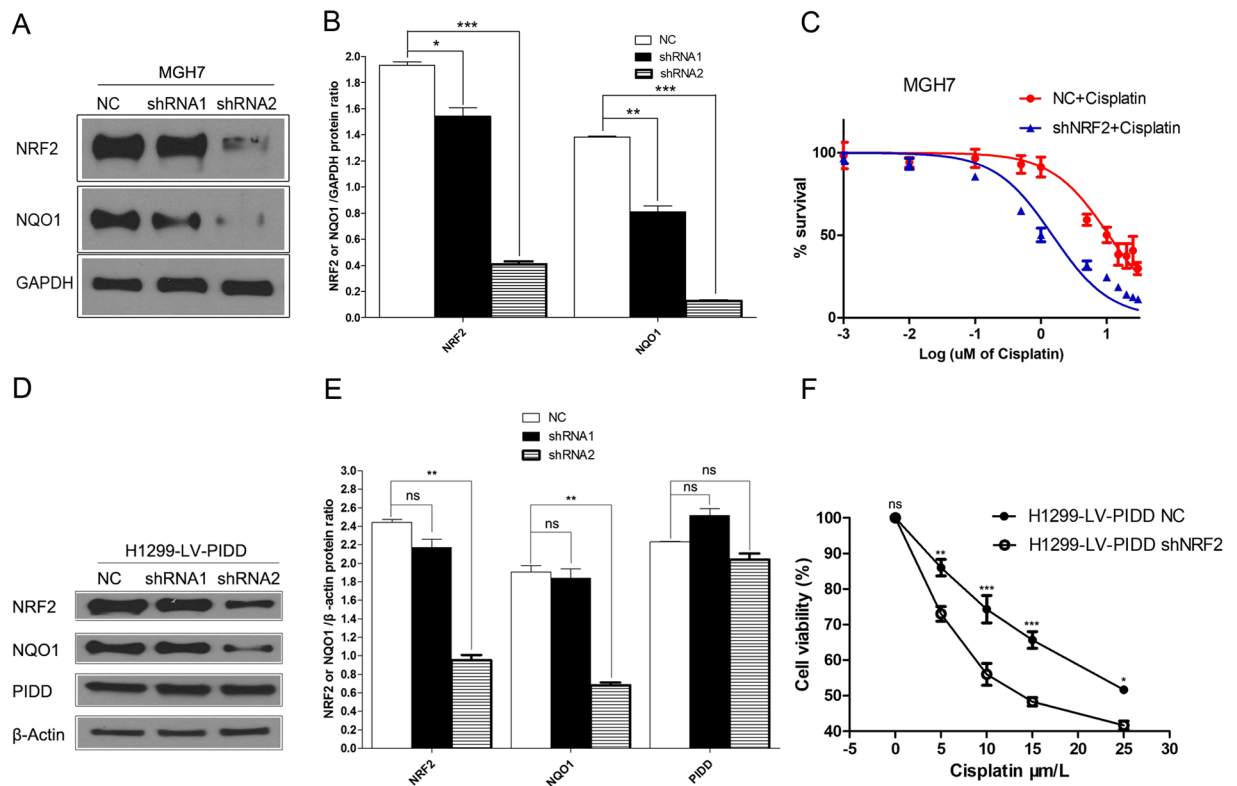 A
MGH7
NC shRNA1 shRNA2
NRF2
NQO1
GAPDH
B
NC
shRNA1
shRNA2
NRF2 or NQO1 /GAPDH protein ratio
2.0
1.8
1.6
1.4
1.2
1.0
0.8
0.6
0.4
0.2
0.0
***
*
***
**
NRF2
NQO1
C
MGH7
NC+Cisplatin
shNRF2+Cisplatin
% survival
100
50
0
-3 -2 -1 0 1
Log (uM of Cisplatin)
D
H1299-LV-PIDD
NC shRNA1 shRNA2
NRF2
NQO1
PIDD
β-Actin
E
NC
shRNA1
shRNA2
NRF2 or NQO1 /β -actin protein ratio
3.0
2.8
2.6
2.4
2.2
2.0
1.8
1.6
1.4
1.2
1.0
0.8
0.6
0.4
0.2
0.0
**
ns
**
ns
ns
ns
NRF2
NQO1
PIDD
F
H1299-LV-PIDD NC
H1299-LV-PIDD shNRF2
Cell viability (%)
100
90
80
70
60
50
40
ns
**
***
***
*
-5 0 5 10 15 20 25 30
Cisplatin μm/L